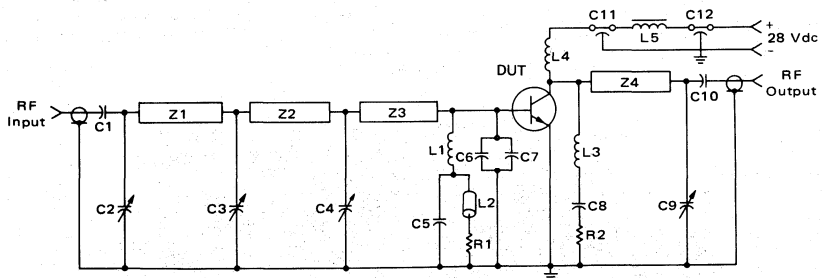 C11
C12
+
L5
28 Vdc
-
L4
DUT
RF
Input
C1
Z1
Z2
Z3
Z4
C10
RF
Output
L1
C6
C7
L3
C2
C3
C4
C5
L2
R1
C8
R2
C9